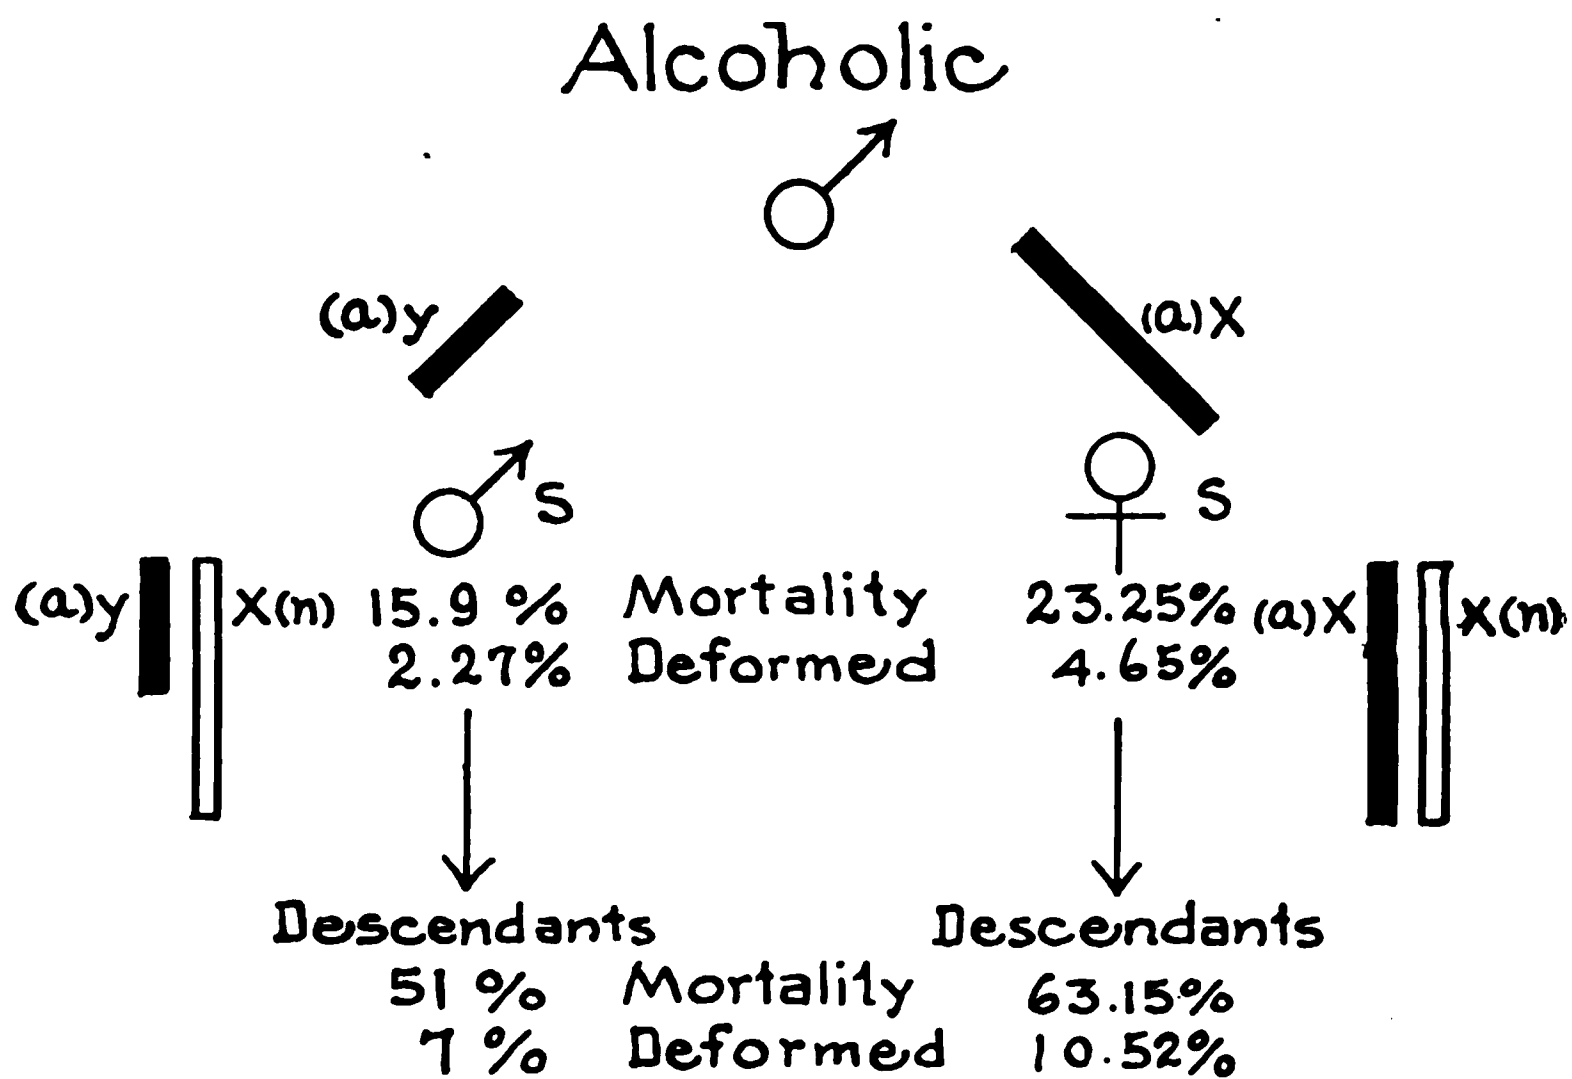 Alcoholic
(a)y
(a)X
S
S
(a)y X(n) 15.9 % Mortality 23.25% (a)X X(n)
2.27% Deformed 4.65%
Descendants Descendants
51 % Mortality 63.15%
7 % Deformed 10.52%